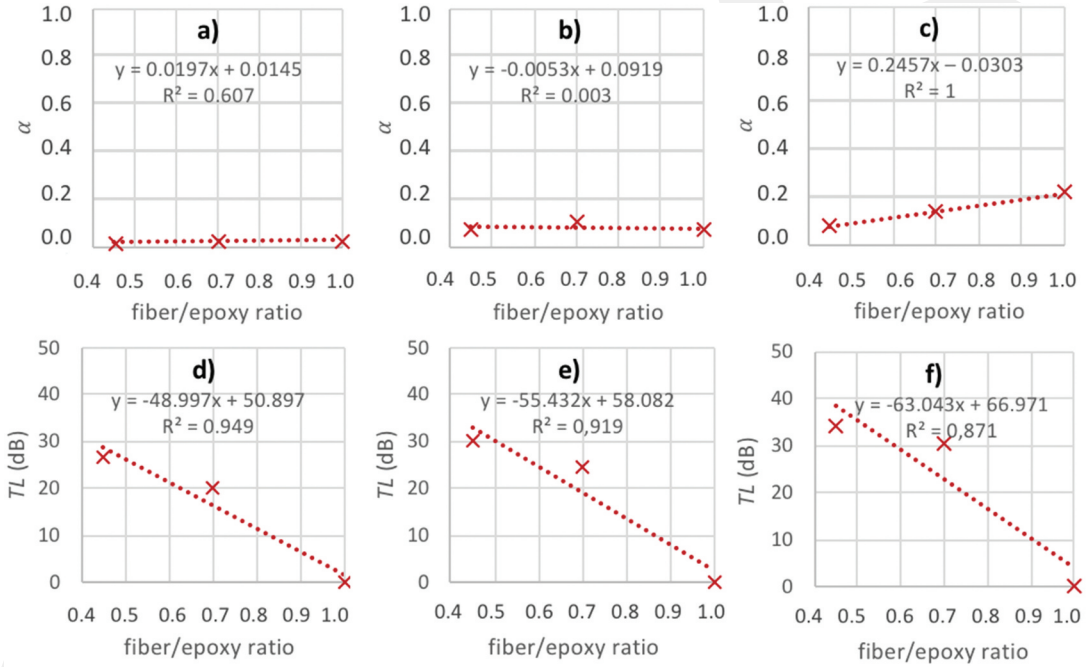 a)
y = 0.0197x + 0.0145
R² = 0.607
1.0
0.8
0.6
0.4
0.2
0.0
α
0.4 0.5 0.6 0.7 0.8 0.9 1.0
fiber/epoxy ratio
b)
y = -0.0053x + 0.0919
R² = 0.003
1.0
0.8
0.6
0.4
0.2
0.0
α
0.4 0.5 0.6 0.7 0.8 0.9 1.0
fiber/epoxy ratio
c)
y = 0.2457x – 0.0303
R² = 1
1.0
0.8
0.6
0.4
0.2
0.0
α
0.4 0.5 0.6 0.7 0.8 0.9 1.0
fiber/epoxy ratio
d)
y = -48.997x + 50.897
R² = 0.949
50
40
30
20
10
0
TL (dB)
0.4 0.5 0.6 0.7 0.8 0.9 1.0
fiber/epoxy ratio
e)
y = -55.432x + 58.082
R² = 0,919
50
40
30
20
10
0
TL (dB)
0.4 0.5 0.6 0.7 0.8 0.9 1.0
fiber/epoxy ratio
f)
y = -63.043x + 66.971
R² = 0,871
50
40
30
20
10
0
TL (dB)
0.4 0.5 0.6 0.7 0.8 0.9 1.0
fiber/epoxy ratio